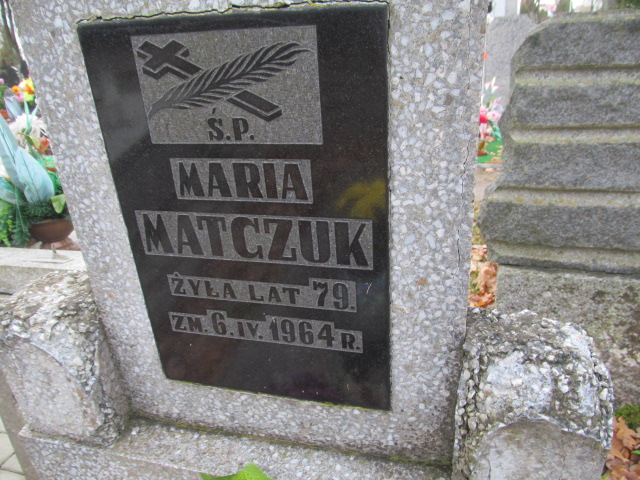 Ś.P.
MARIA
MATCZUK
ŻYŁA LAT 79.
ZM. 6.IV.1964 R.